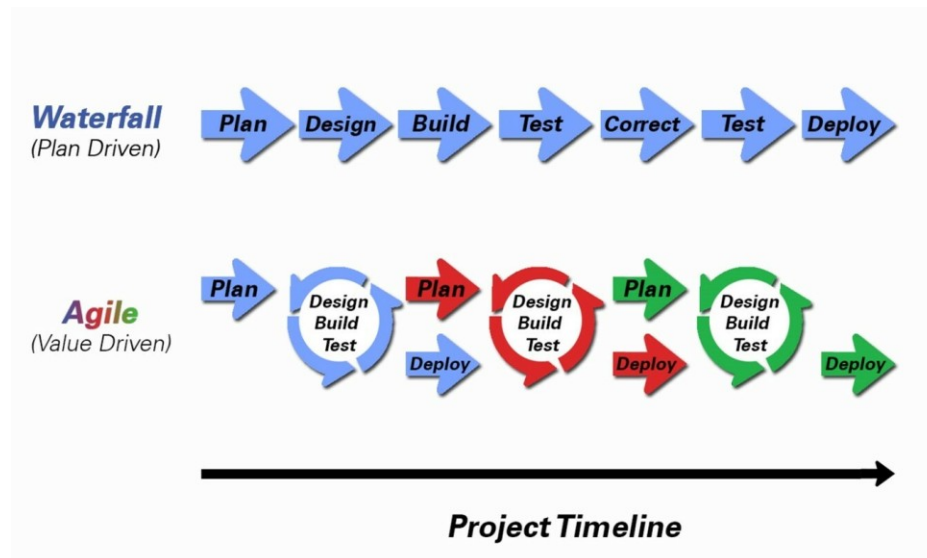 Waterfall
(Plan Driven)
Plan
Design
Build
Test
Correct
Test
Deploy
Agile
(Value Driven)
Plan
Design
Build
Test
Plan
Deploy
Design
Build
Test
Plan
Deploy
Design
Build
Test
Deploy
Project Timeline